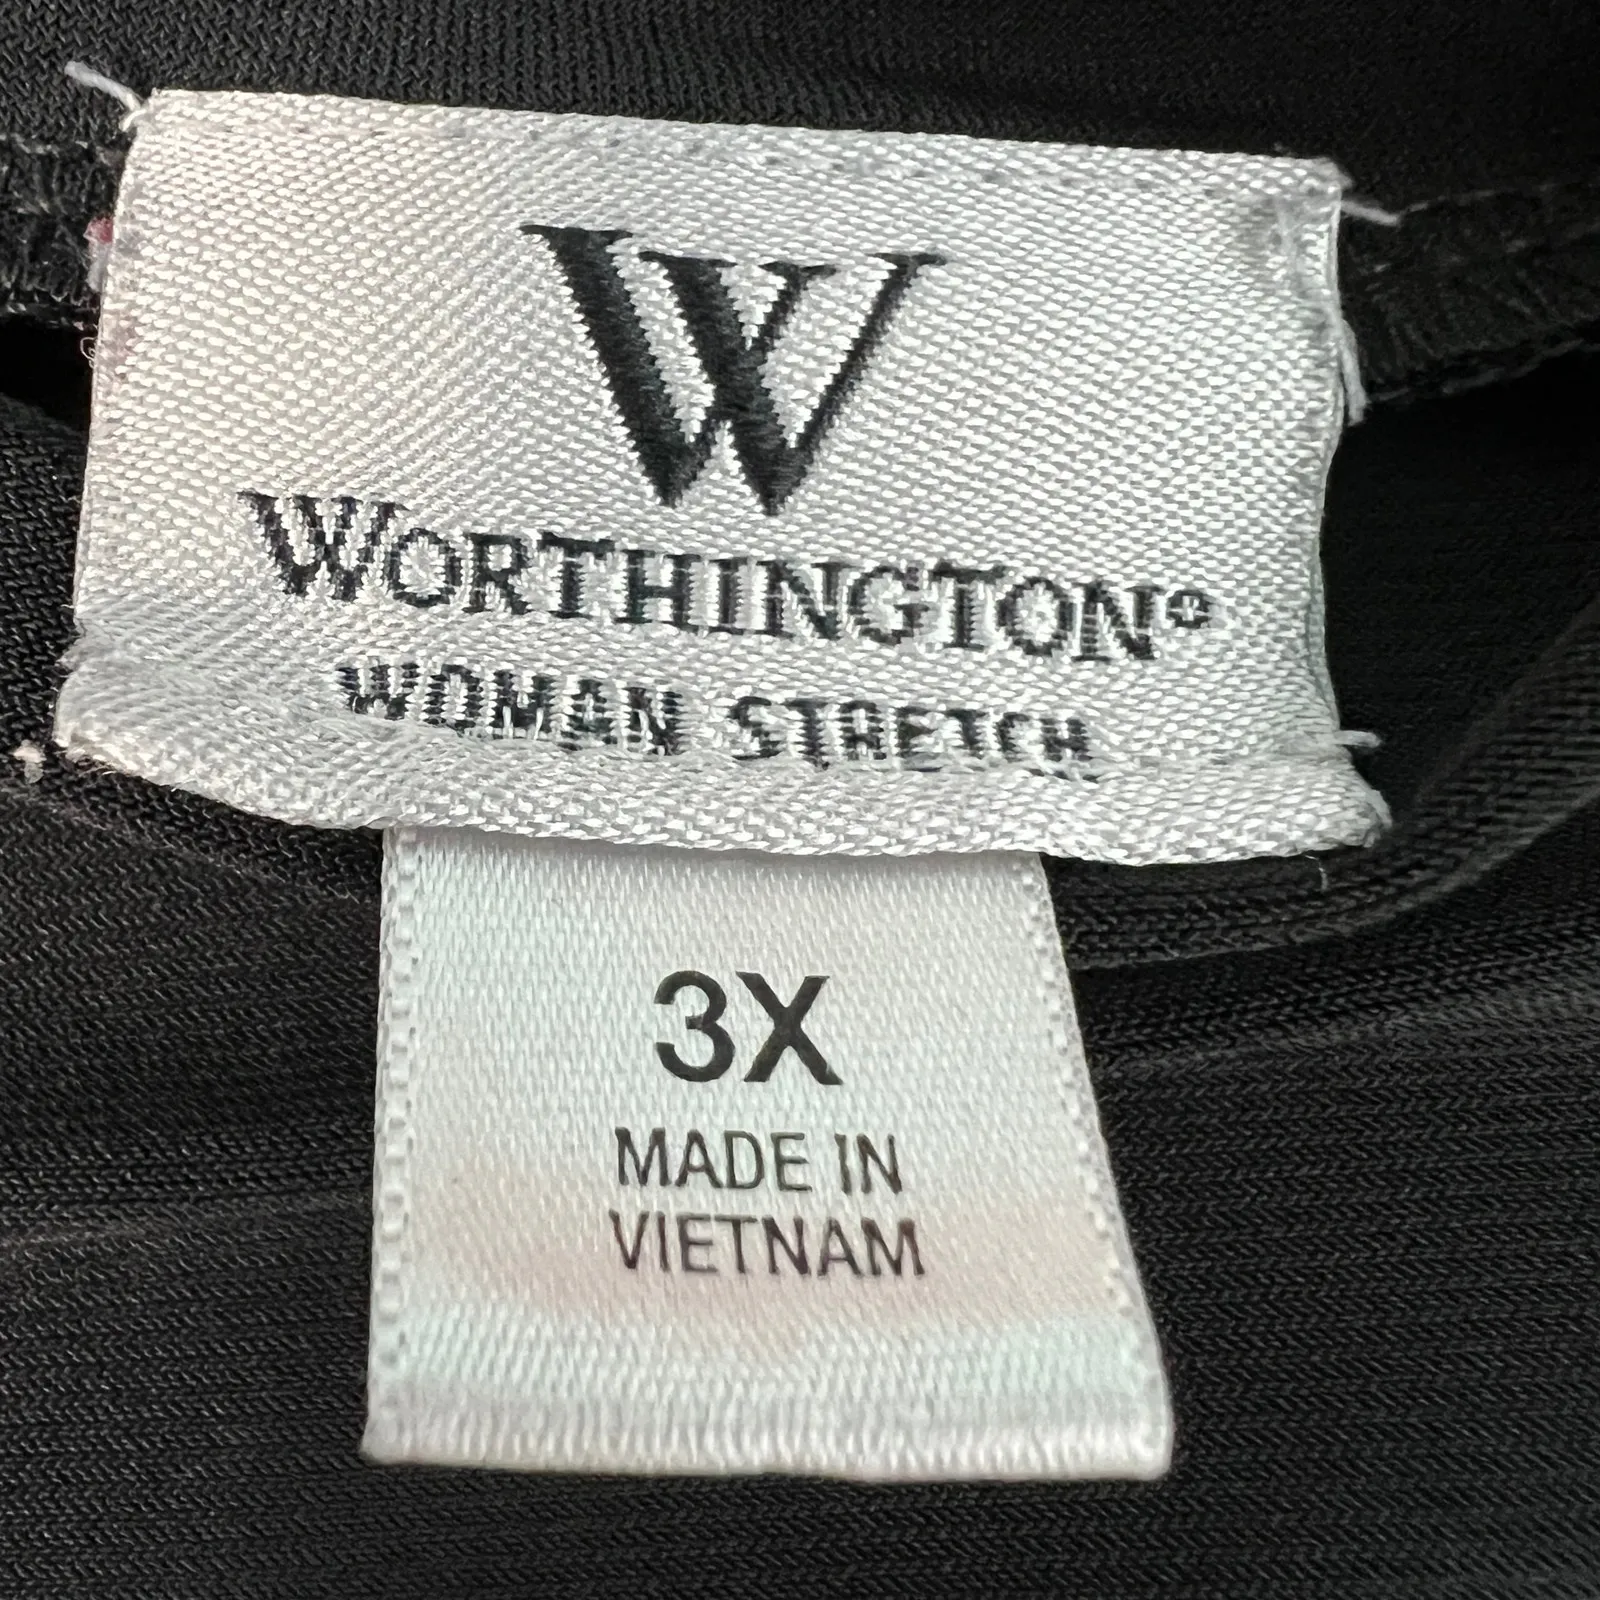 W
WORTHINGTON®
WOMAN STRETCH
3X
MADE IN
VIETNAM